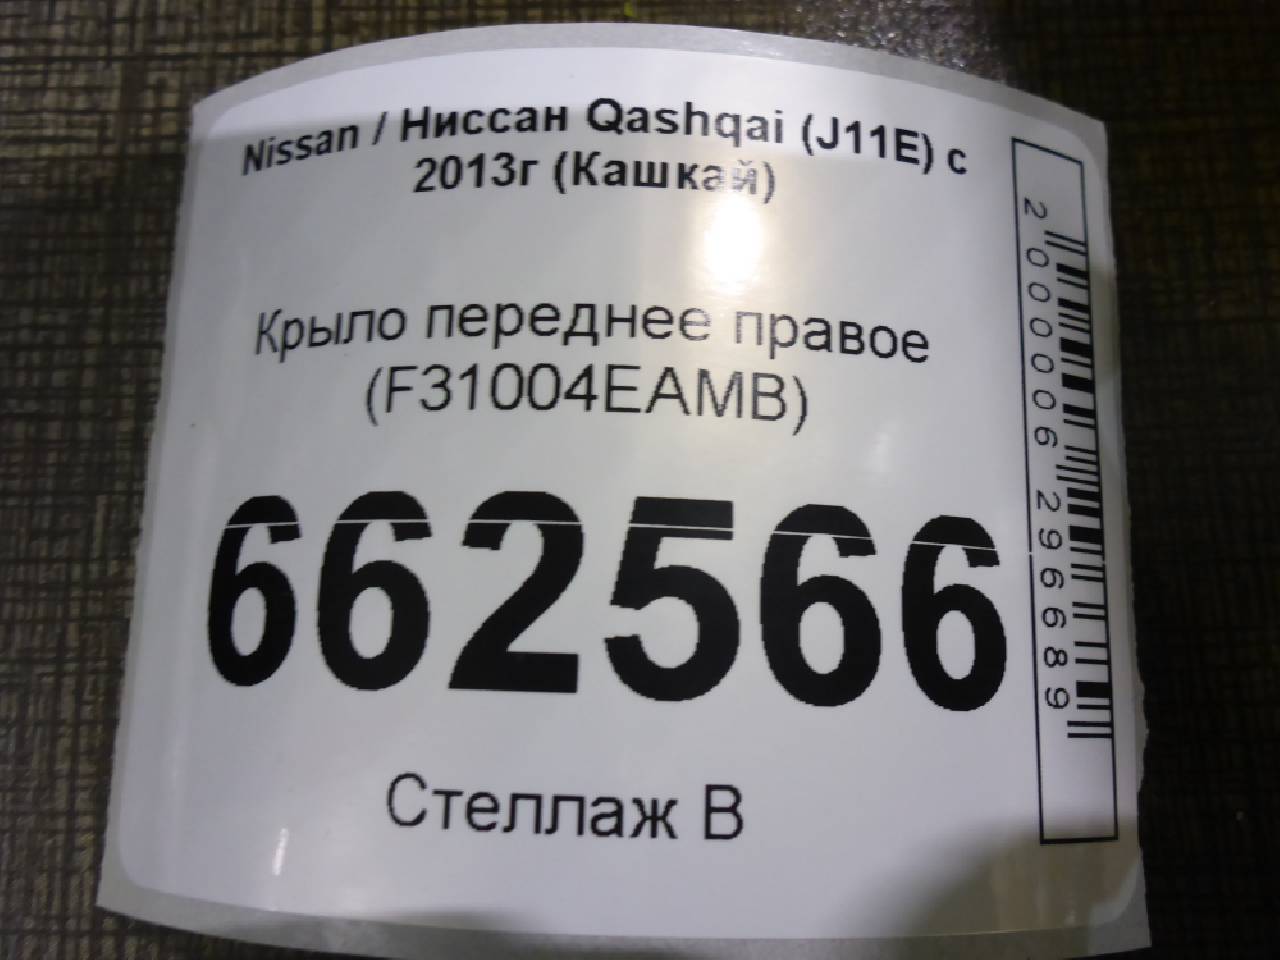 Nissan / Ниссан Qashqai (J11E) с
2013г (Кашкай)
Крыло переднее правое
(F31004EAMB)
662566
Стеллаж В
2000006296689